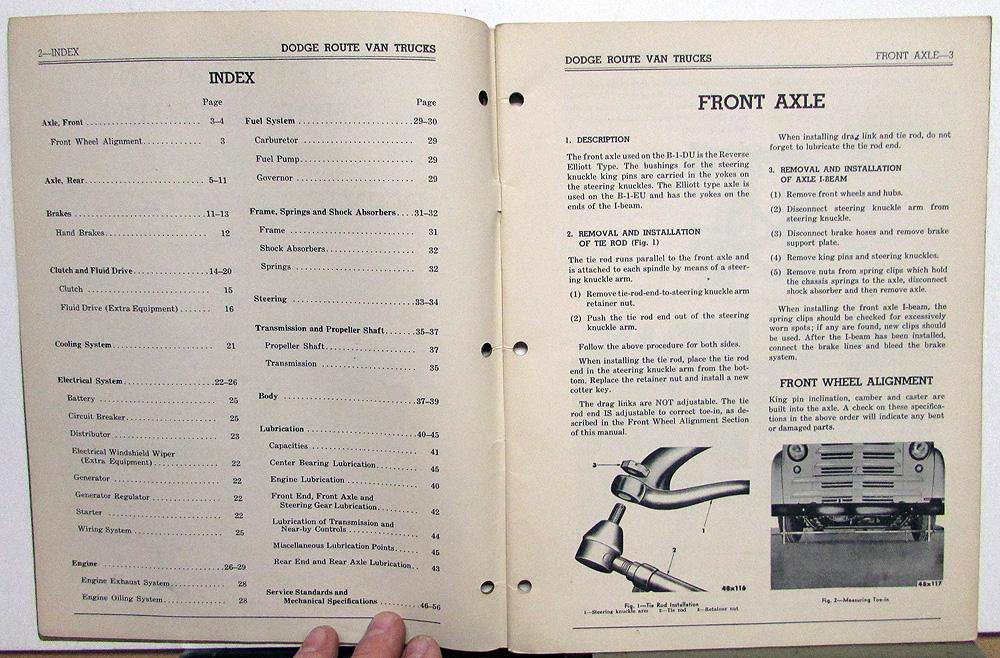 2—INDEX DODGE ROUTE VAN TRUCKS
INDEX
Page
Axle, Front 3–4
Front Wheel Alignment 3
Axle, Rear 5–11
Brakes 11–13
Hand Brakes 12
Clutch and Fluid Drive 14–20
Clutch 15
Fluid Drive (Extra Equipment) 16
Cooling System 21
Electrical System 22–26
Battery 25
Circuit Breaker 25
Distributor 23
Electrical Windshield Wiper
(Extra Equipment) 22
Generator 22
Generator Regulator 22
Starter 22
Wiring System 25
Engine 26–29
Engine Exhaust System 28
Engine Oiling System 28
Page
Fuel System 29–30
Carburetor 29
Fuel Pump 29
Governor 29
Frame, Springs and Shock Absorbers 31–32
Frame 31
Shock Absorbers 32
Springs 32
Steering 33–34
Transmission and Propeller Shaft 35–37
Propeller Shaft 37
Transmission 35
Body 37–39
Lubrication 40–45
Capacities 41
Center Bearing Lubrication 45
Engine Lubrication 40
Front End, Front Axle and
Steering Gear Lubrication 42
Lubrication of Transmission and
Near-by Controls 44
Miscellaneous Lubrication Points 45
Rear End and Rear Axle Lubrication 43
Service Standards and
Mechanical Specifications 46–56
DODGE ROUTE VAN TRUCKS FRONT AXLE—3
FRONT AXLE
1. DESCRIPTION
The front axle used on the B-1-DU is the Reverse
Elliott Type. The bushings for the steering
knuckle king pins are carried in the yokes on
the steering knuckles. The Elliott type axle is
used on the B-1-EU and has the yokes on the
ends of the I-beam.
2. REMOVAL AND INSTALLATION
OF TIE ROD (Fig. 1)
The tie rod runs parallel to the front axle and
is attached to each spindle by means of a steer-
ing knuckle arm.
(1) Remove tie-rod-end-to-steering knuckle arm
retainer nut.
(2) Push the tie rod end out of the steering
knuckle arm.
Follow the above procedure for both sides.
When installing the tie rod, place the tie rod
end in the steering knuckle arm from the bot-
tom. Replace the retainer nut and install a new
cotter key.
The drag links are NOT adjustable. The tie
rod end IS adjustable to correct toe-in, as de-
scribed in the Front Wheel Alignment Section
of this manual.
3
1
2
48x116
Fig. 1—Tie Rod Installation
1—Steering knuckle arm 2—Tie rod 3—Retainer nut
When installing drag link and tie rod, do not
forget to lubricate the tie rod end.
3. REMOVAL AND INSTALLATION
OF AXLE I-BEAM
(1) Remove front wheels and hubs.
(2) Disconnect steering knuckle arm from
steering knuckle.
(3) Disconnect brake hoses and remove brake
support plate.
(4) Remove king pins and steering knuckles.
(5) Remove nuts from spring clips which hold
the chassis springs to the axle, disconnect
shock absorber and then remove axle.
When installing the front axle I-beam, the
spring clips should be checked for excessively
worn spots; if any are found, new clips should
be used. After the I-beam has been installed,
connect the brake lines and bleed the brake
system.
FRONT WHEEL ALIGNMENT
King pin inclination, camber and caster are
built into the axle. A check on these specifica-
tions in the above order will indicate any bent
or damaged parts.
48x117
Fig. 2—Measuring Toe-in